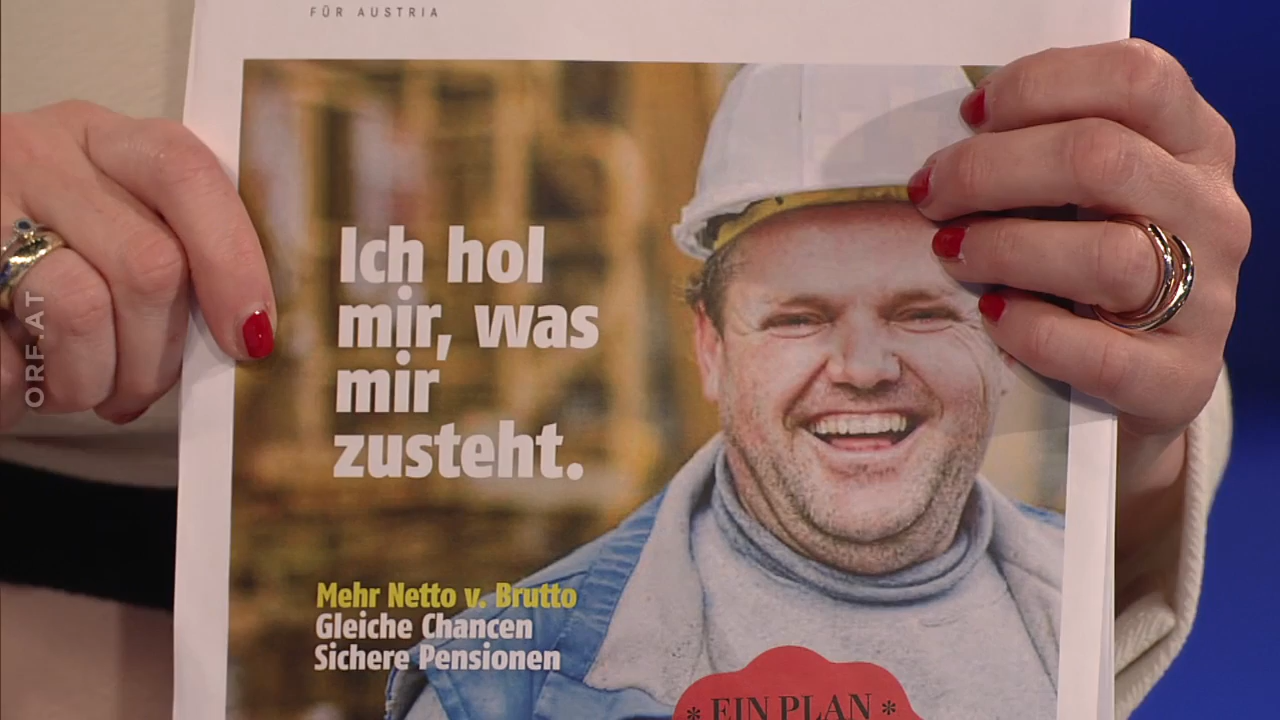 FÜR AUSTRIA
Ich hol
mir, was
mir
zusteht.
Mehr Netto v. Brutto
Gleiche Chancen
Sichere Pensionen
* EIN PLAN *
ORF.AT